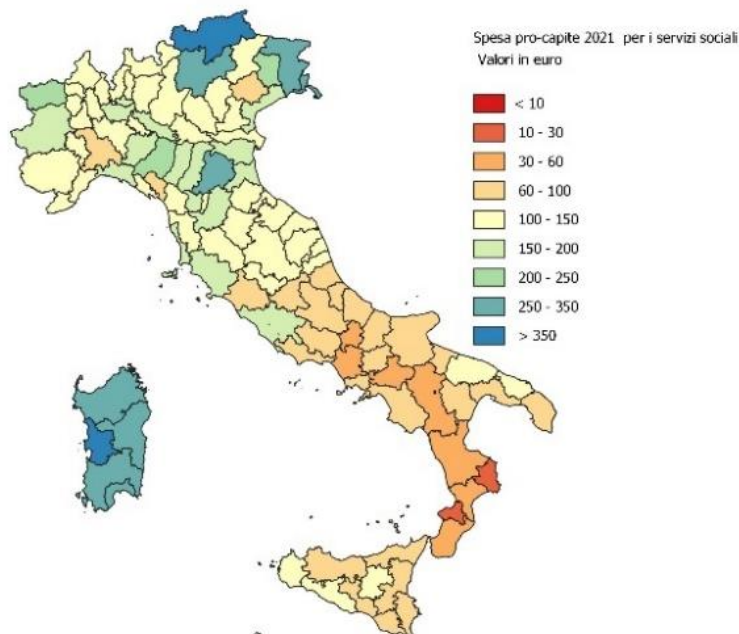 Spesa pro-capite 2021 per i servizi sociali
Valori in euro
< 10
10 - 30
30 - 60
60 - 100
100 - 150
150 - 200
200 - 250
250 - 350
> 350